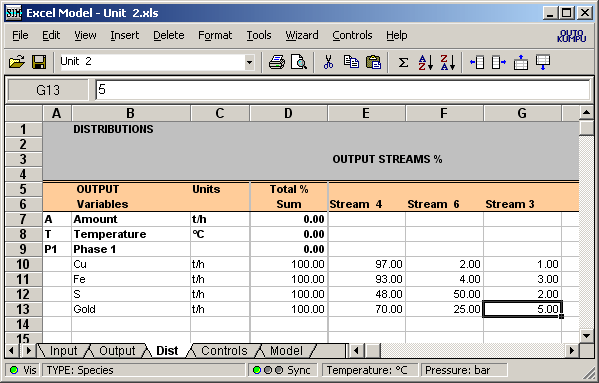 Excel Model - Unit 2.xls
File Edit View Insert Delete Format Tools Wizard Controls Help OUTO KUMPU
Unit 2 Σ A Z Z A
G13 5
A B C D E F G
1 DISTRIBUTIONS
2
3 OUTPUT STREAMS %
4
5 OUTPUT Units Total %
6 Variables Sum Stream 4 Stream 6 Stream 3
7 A Amount t/h 0.00
8 T Temperature °C 0.00
9 P1 Phase 1 0.00
10 Cu t/h 100.00 97.00 2.00 1.00
11 Fe t/h 100.00 93.00 4.00 3.00
12 S t/h 100.00 48.00 50.00 2.00
13 Gold t/h 100.00 70.00 25.00 5.00
14
15
Input Output Dist Controls Model
Vis TYPE: Species Sync Temperature: °C Pressure: bar